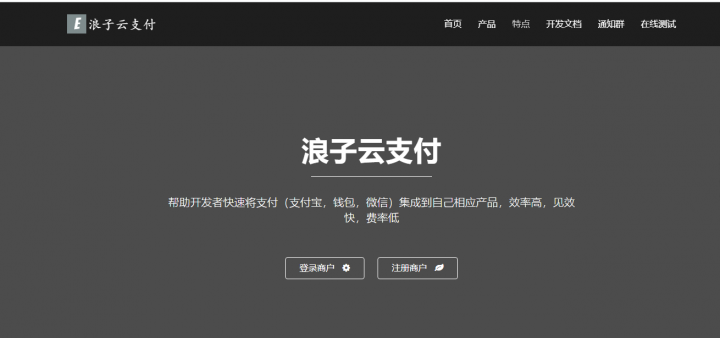 E 浪子云支付
首页 产品 特点 开发文档 通知群 在线测试
浪子云支付
帮助开发者快速将支付（支付宝，钱包，微信）集成到自己相应产品，效率高，见效
快，费率低
登录商户 注册商户